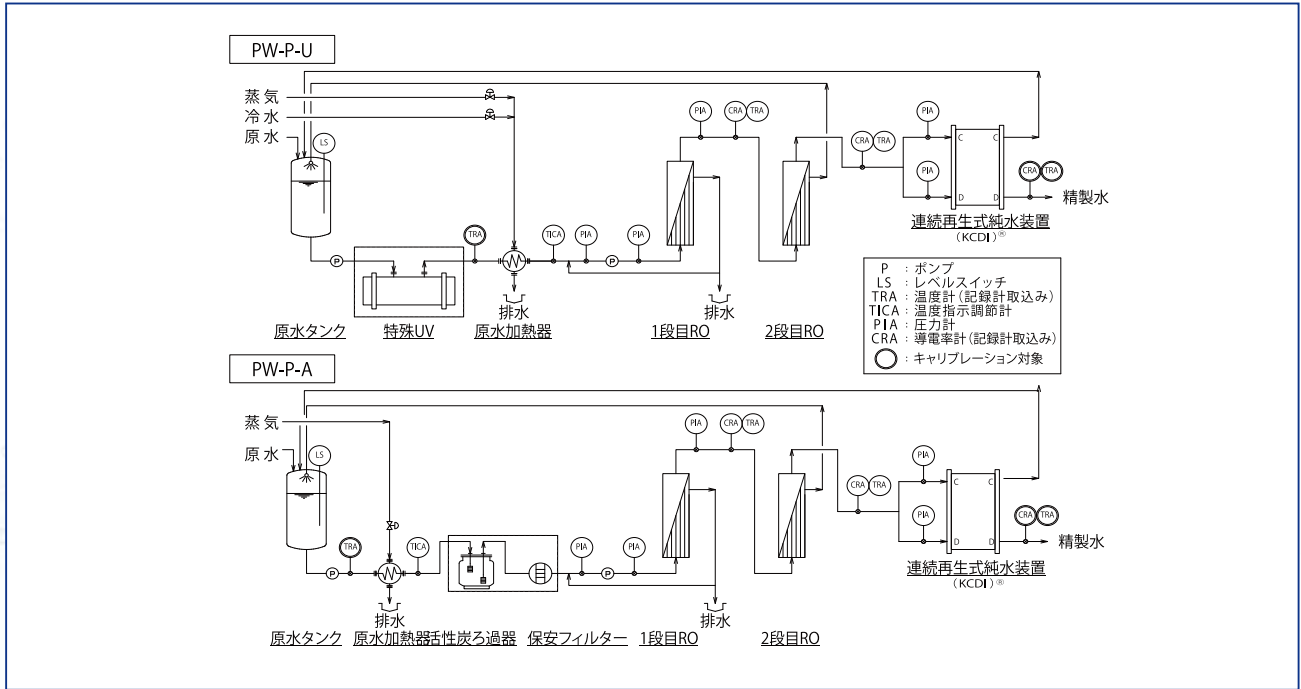 PW-P-U
蒸気
冷水
原水
LS
PIA
CRA
TRA
CRA
TRA
PIA
PIA
C
C
D
D
CRA
TRA
精製水
連続再生式純水装置
(KCDI)®
TRA
TICA
PIA
PIA
P
P
排水
排水
原水タンク
特殊UV
原水加熱器
1段目RO
2段目RO
P : ポンプ
LS : レベルスイッチ
TRA : 温度計(記録計取込み)
TICA : 温度指示調節計
PIA : 圧力計
CRA : 導電率計(記録計取込み)
: キャリブレーション対象
PW-P-A
蒸気
原水
LS
PIA
CRA
TRA
CRA
TRA
PIA
PIA
C
C
D
D
CRA
TRA
精製水
連続再生式純水装置
(KCDI)®
P
TRA
TICA
PIA
P
PIA
排水
排水
原水タンク
原水加熱器
活性炭ろ過器
保安フィルター
1段目RO
2段目RO